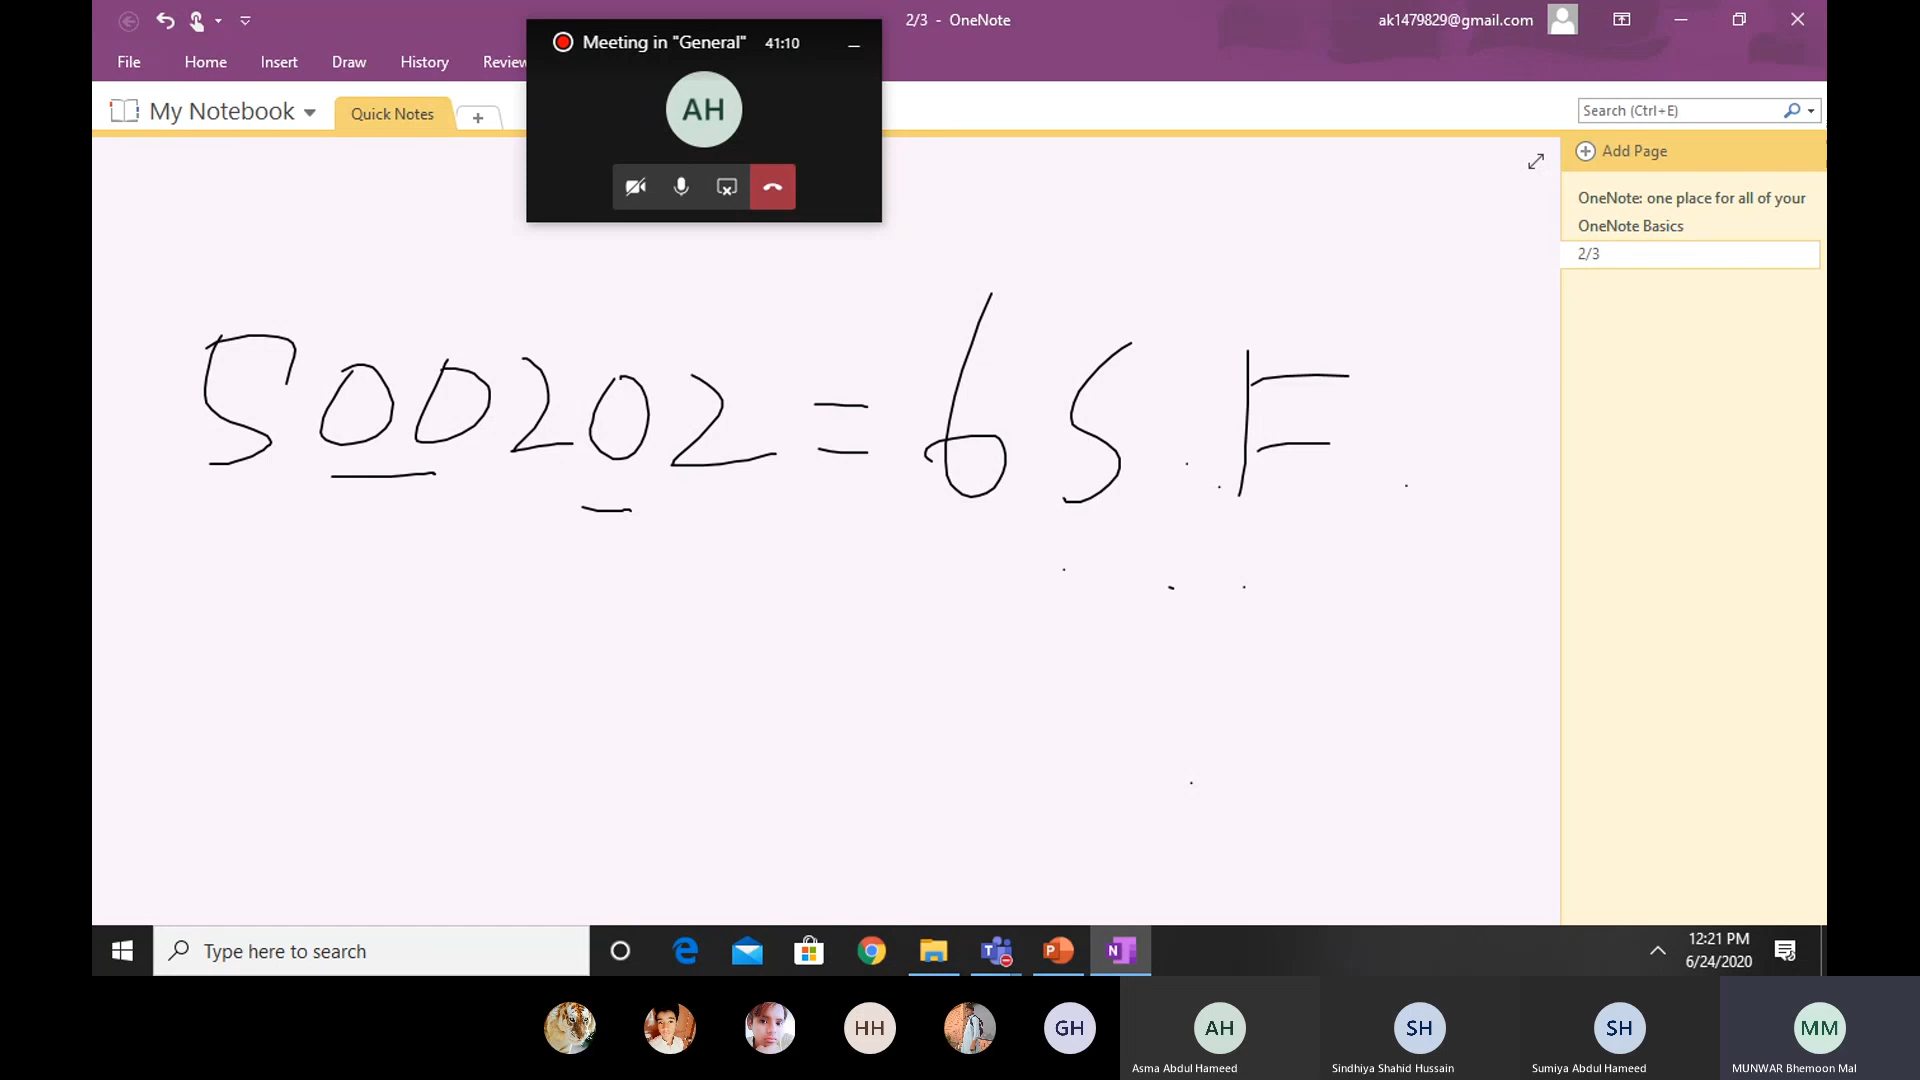 2/3 - OneNote
ak1479829@gmail.com
Meeting in "General" 41:10
AH
File Home Insert Draw History Review
My Notebook
Quick Notes
Search (Ctrl+E)
Add Page
OneNote: one place for all of your
OneNote Basics
2/3
500202 = 6 S.F
Type here to search
12:21 PM
6/24/2020
HH GH AH SH SH MM
Asma Abdul Hameed Sindhiya Shahid Hussain Sumiya Abdul Hameed MUNWAR Bhemoon Mal